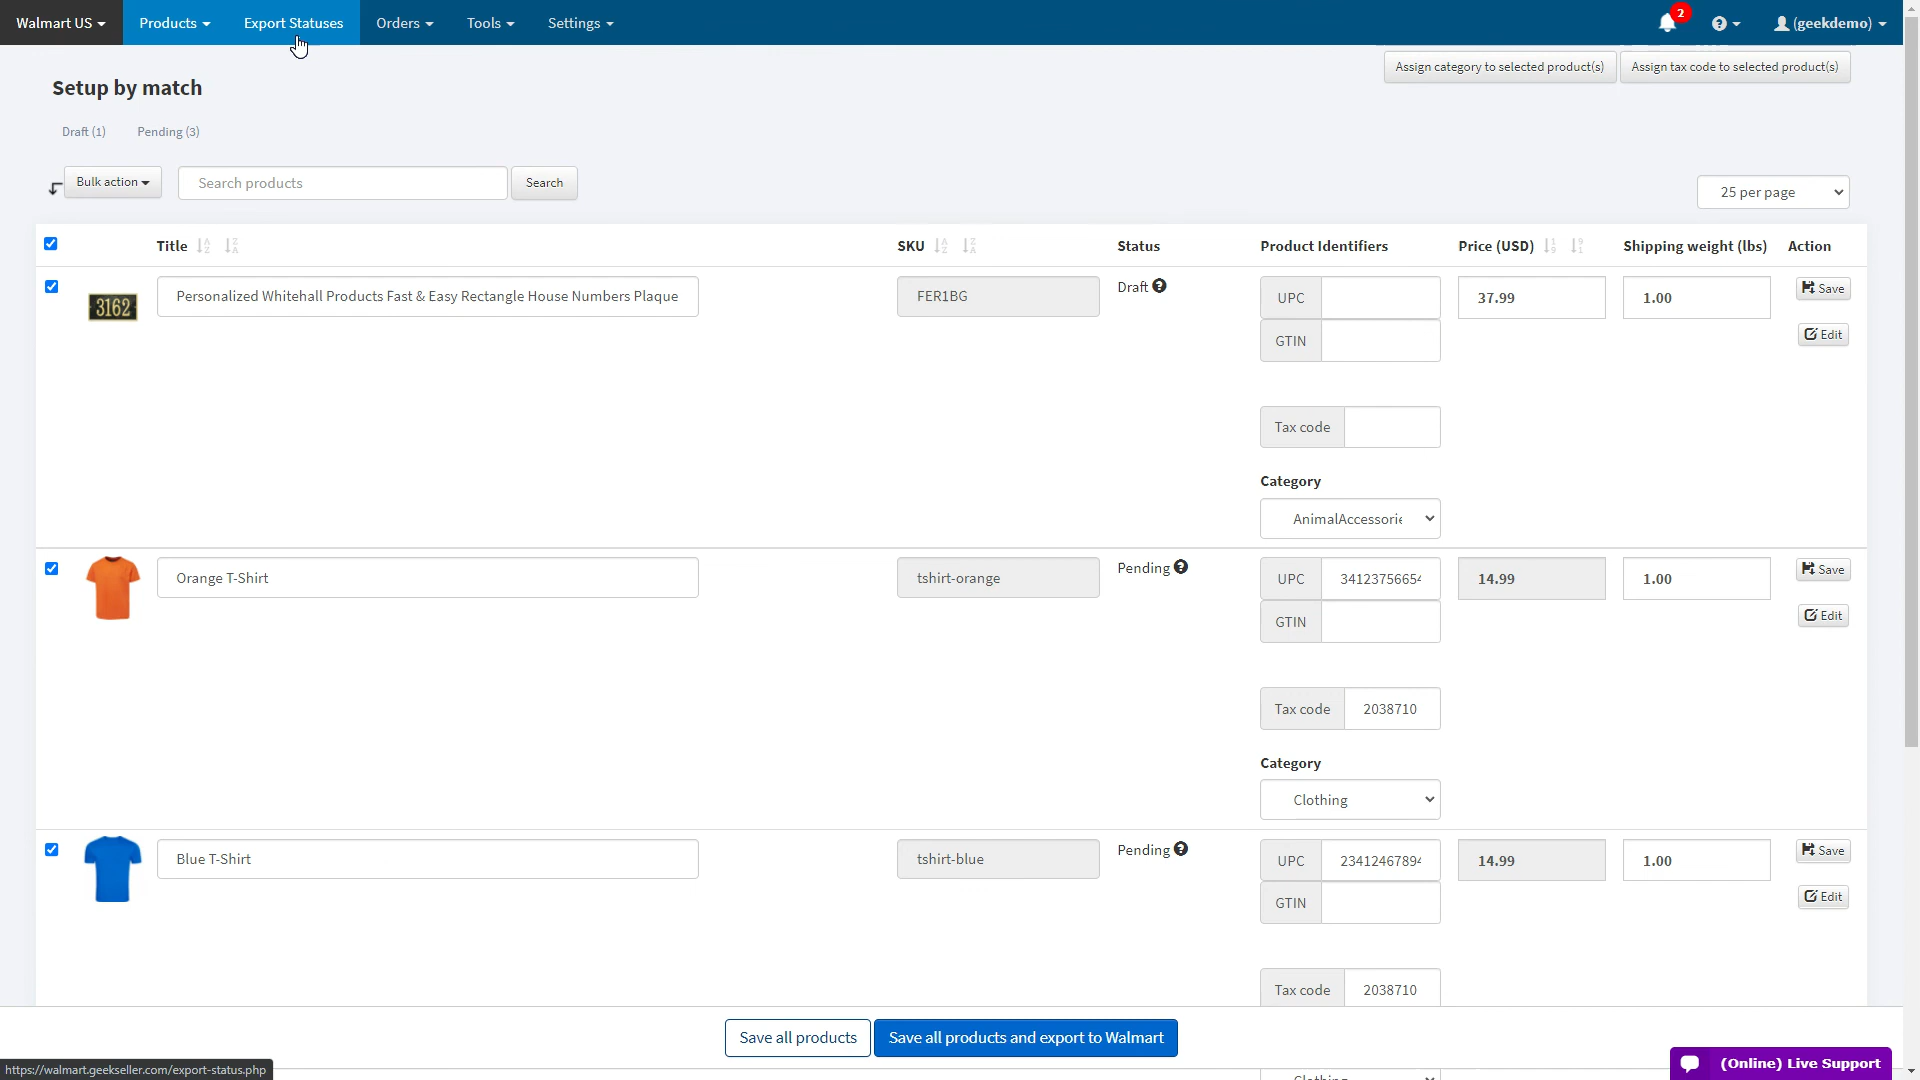 Walmart US Products Export Statuses Orders Tools Settings 2 (geekdemo)
Assign category to selected product(s) Assign tax code to selected product(s)
Setup by match
Draft (1) Pending (3)
Bulk action Search products Search
25 per page
Title SKU Status Product Identifiers Price (USD) Shipping weight (lbs) Action
3162 Personalized Whitehall Products Fast & Easy Rectangle House Numbers Plaque FER1BG Draft UPC 37.99 1.00 Save
GTIN Edit
Tax code
Category
AnimalAccessorie
Orange T-Shirt tshirt-orange Pending UPC 34123756654 14.99 1.00 Save
GTIN Edit
Tax code 2038710
Category
Clothing
Blue T-Shirt tshirt-blue Pending UPC 23412467894 14.99 1.00 Save
GTIN Edit
Tax code 2038710
Save all products Save all products and export to Walmart
https://walmart.geekseller.com/export-status.php
(Online) Live Support
Clothing